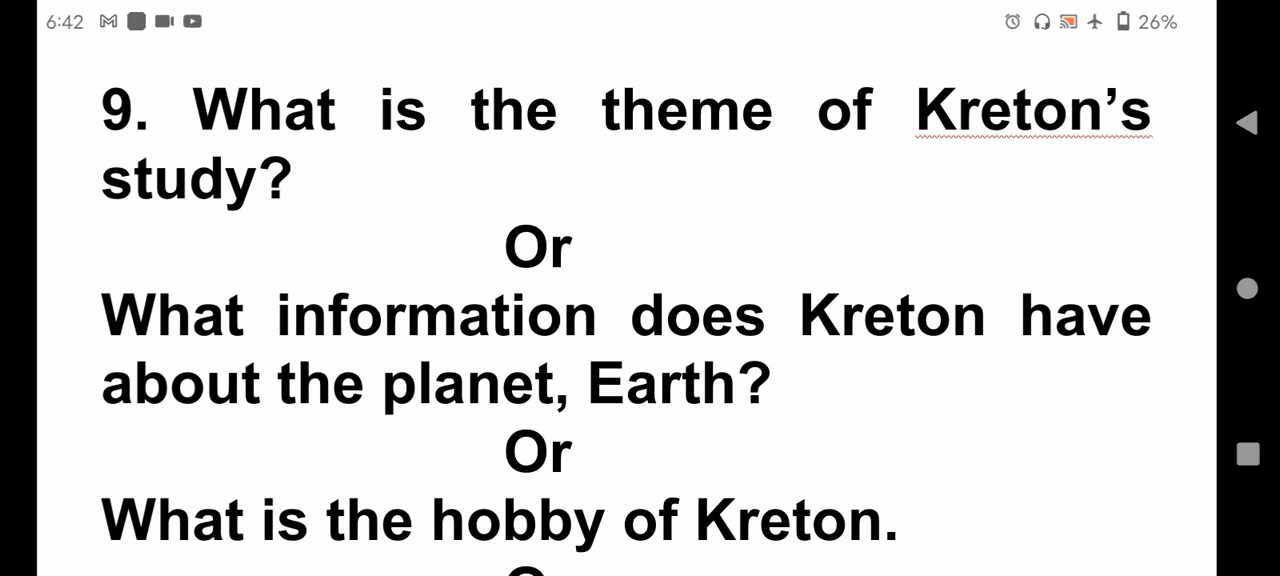 6:42 26%
9. What is the theme of Kreton's
study?
Or
What information does Kreton have
about the planet, Earth?
Or
What is the hobby of Kreton.